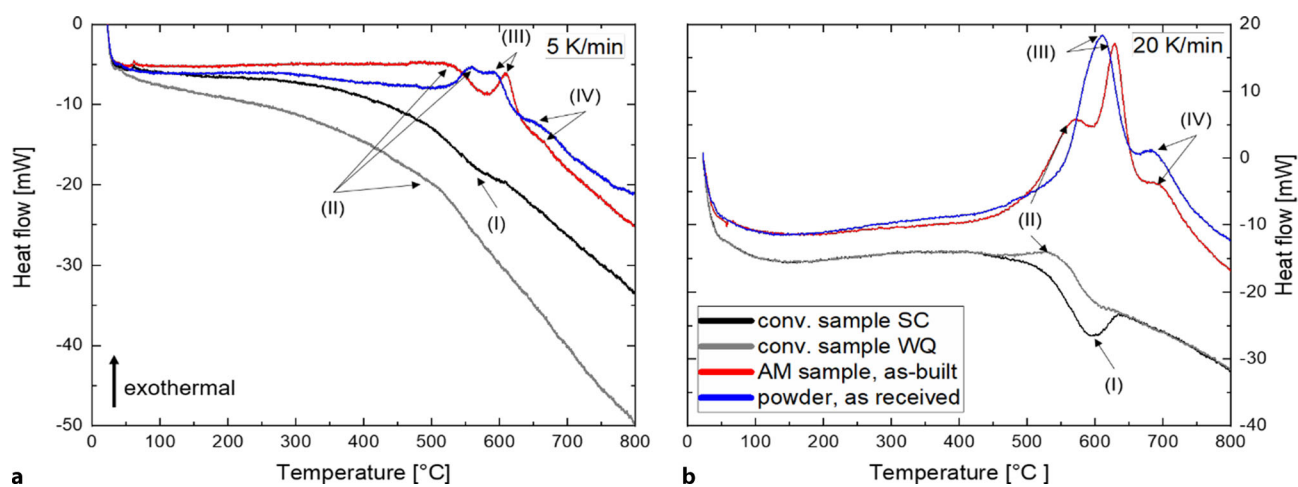 0
-10
-20
-30
-40
-50
0 100 200 300 400 500 600 700 800
Heat flow [mW]
Temperature [°C]
5 K/min
(III)
(IV)
(II)
(I)
exothermal
a
20
10
0
-10
-20
-30
-40
0 100 200 300 400 500 600 700 800
Heat flow [mW]
Temperature [°C ]
20 K/min
(III)
(IV)
(II)
(I)
conv. sample SC
conv. sample WQ
AM sample, as-built
powder, as received
b